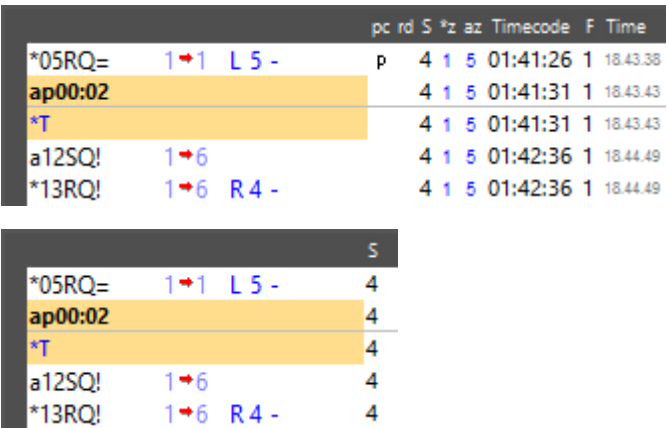 pc rd S *z az Timecode F Time
*05RQ= 1➡1 L 5 - p 4 1 5 01:41:26 1 18.43.38
ap00:02 4 1 5 01:41:31 1 18.43.43
*T 4 1 5 01:41:31 1 18.43.43
a12SQ! 1➡6 4 1 5 01:42:36 1 18.44.49
*13RQ! 1➡6 R 4 - 4 1 5 01:42:36 1 18.44.49
S
*05RQ= 1➡1 L 5 - 4
ap00:02 4
*T 4
a12SQ! 1➡6 4
*13RQ! 1➡6 R 4 - 4